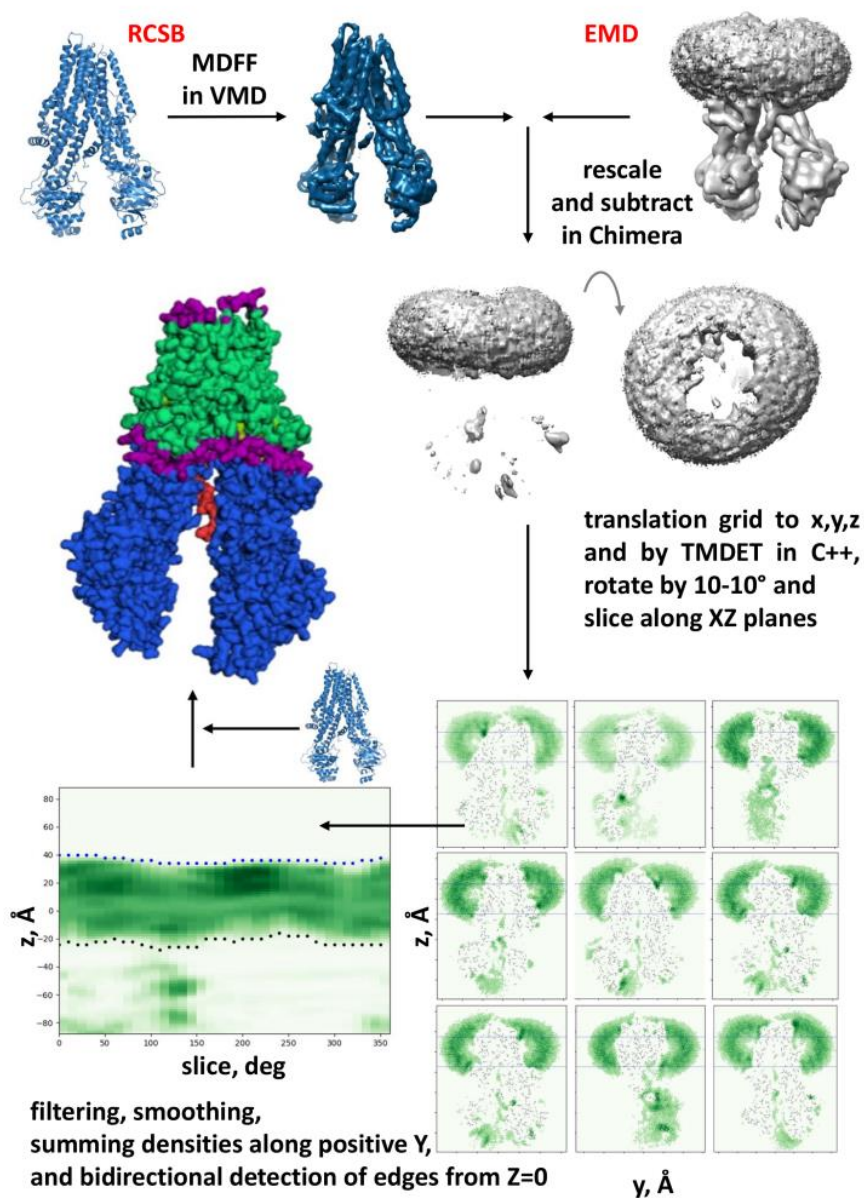 RCSB
EMD
MDFF
in VMD
rescale
and subtract
in Chimera
translation grid to x,y,z
and by TMDET in C++,
rotate by 10-10° and
slice along XZ planes
80
60
40
20
0
−20
−40
−60
−80
z, Å
0 50 100 150 200 250 300 350
slice, deg
z, Å
filtering, smoothing,
summing densities along positive Y,
and bidirectional detection of edges from Z=0
y, Å